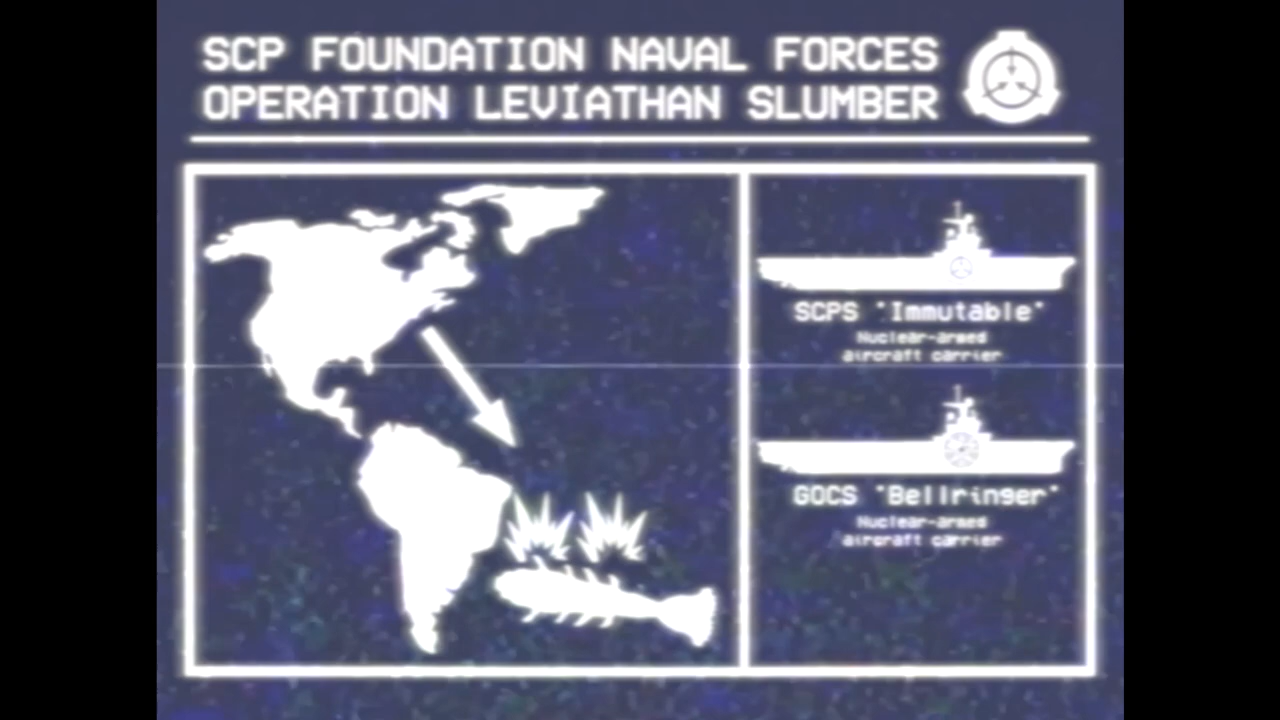 SCP FOUNDATION NAVAL FORCES
OPERATION LEVIATHAN SLUMBER
SCPS "Immutable"
Nuclear-armed
aircraft carrier
GOCS "Bellringer"
Nuclear-armed
aircraft carrier